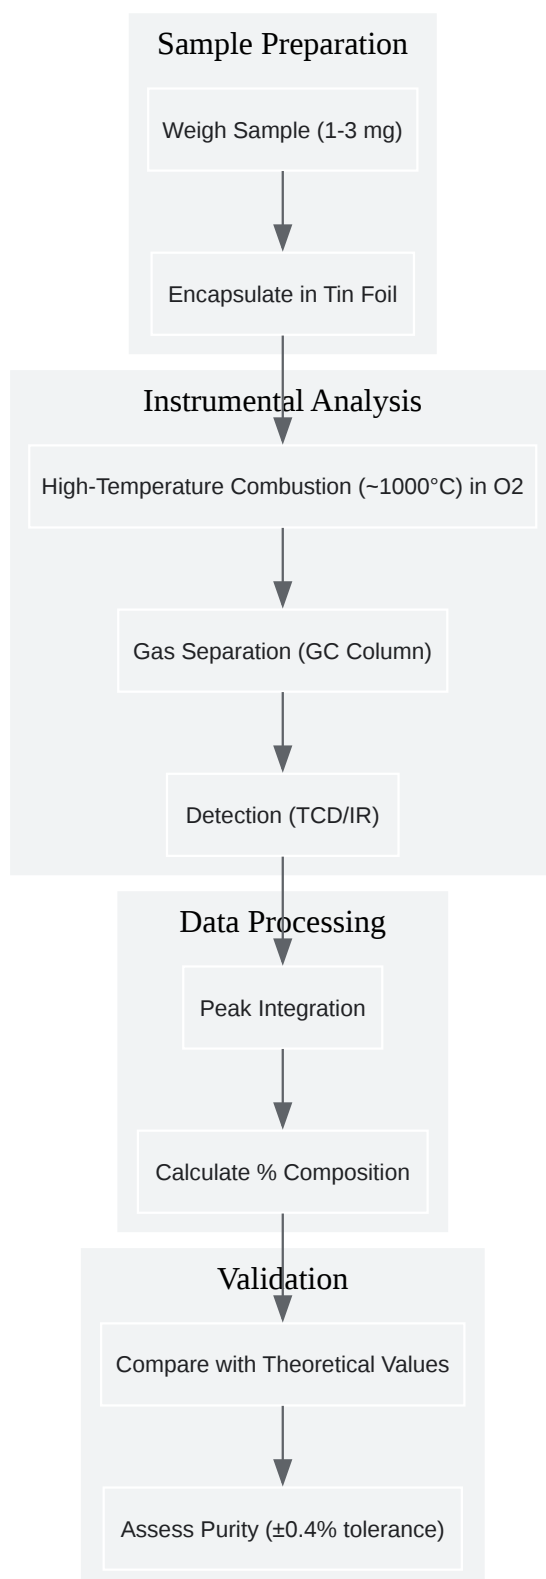 Sample Preparation
Weigh Sample (1-3 mg)
Encapsulate in Tin Foil
Instrumental Analysis
High-Temperature Combustion (~1000°C) in O2
Gas Separation (GC Column)
Detection (TCD/IR)
Data Processing
Peak Integration
Calculate % Composition
Validation
Compare with Theoretical Values
Assess Purity (±0.4% tolerance)